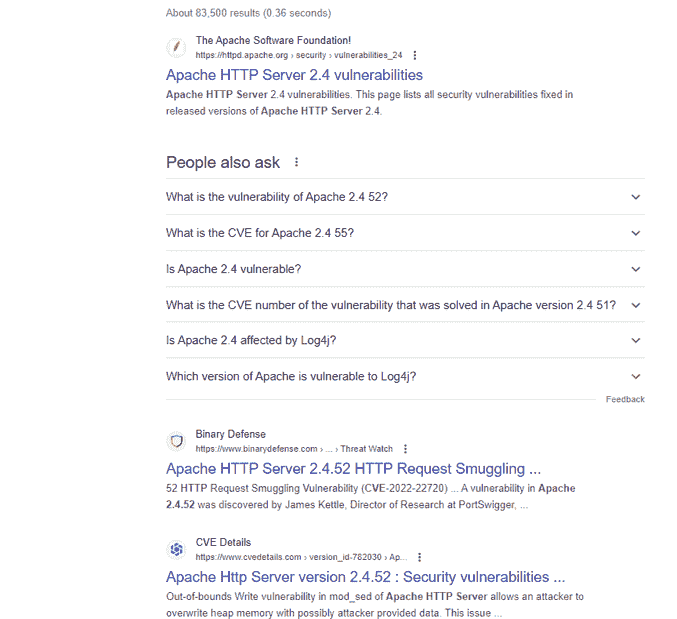 About 83,500 results (0.36 seconds)
The Apache Software Foundation!
https://httpd.apache.org › security › vulnerabilities_24
Apache HTTP Server 2.4 vulnerabilities
Apache HTTP Server 2.4 vulnerabilities. This page lists all security vulnerabilities fixed in
released versions of Apache HTTP Server 2.4.
People also ask
What is the vulnerability of Apache 2.4 52?
What is the CVE for Apache 2.4 55?
Is Apache 2.4 vulnerable?
What is the CVE number of the vulnerability that was solved in Apache version 2.4 51?
Is Apache 2.4 affected by Log4j?
Which version of Apache is vulnerable to Log4j?
Feedback
Binary Defense
https://www.binarydefense.com › ... › Threat Watch
Apache HTTP Server 2.4.52 HTTP Request Smuggling ...
52 HTTP Request Smuggling Vulnerability (CVE-2022-22720) ... A vulnerability in Apache
2.4.52 was discovered by James Kettle, Director of Research at PortSwigger, ...
CVE Details
https://www.cvedetails.com › version_id-782030 › Ap...
Apache Http Server version 2.4.52 : Security vulnerabilities ...
Out-of-bounds Write vulnerability in mod_sed of Apache HTTP Server allows an attacker to
overwrite heap memory with possibly attacker provided data. This issue ...